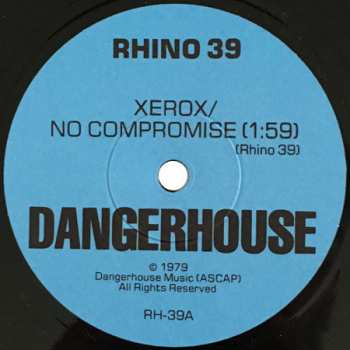 RHINO 39
XEROX/
NO COMPROMISE (1:59)
(Rhino 39)
DANGERHOUSE
© 1979
Dangerhouse Music (ASCAP)
All Rights Reserved
RH-39A